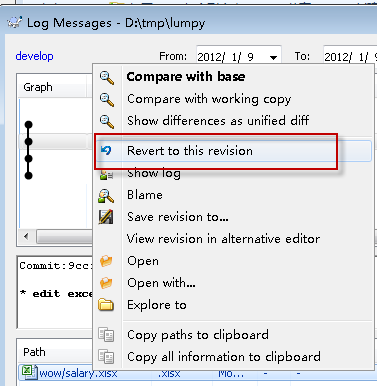 Log Messages - D:\tmp\lumpy
develop
From: 2012/ 1/ 9
To: 2012/ 1/ 9
Graph
Compare with base
Compare with working copy
Show differences as unified diff
Revert to this revision
Show log
Blame
Save revision to...
View revision in alternative editor
Open
Open with...
Explore to
Copy paths to clipboard
Copy all information to clipboard
Commit:9cc
* edit exce
Path
wow/salary.xlsx .xlsx Mo... - -